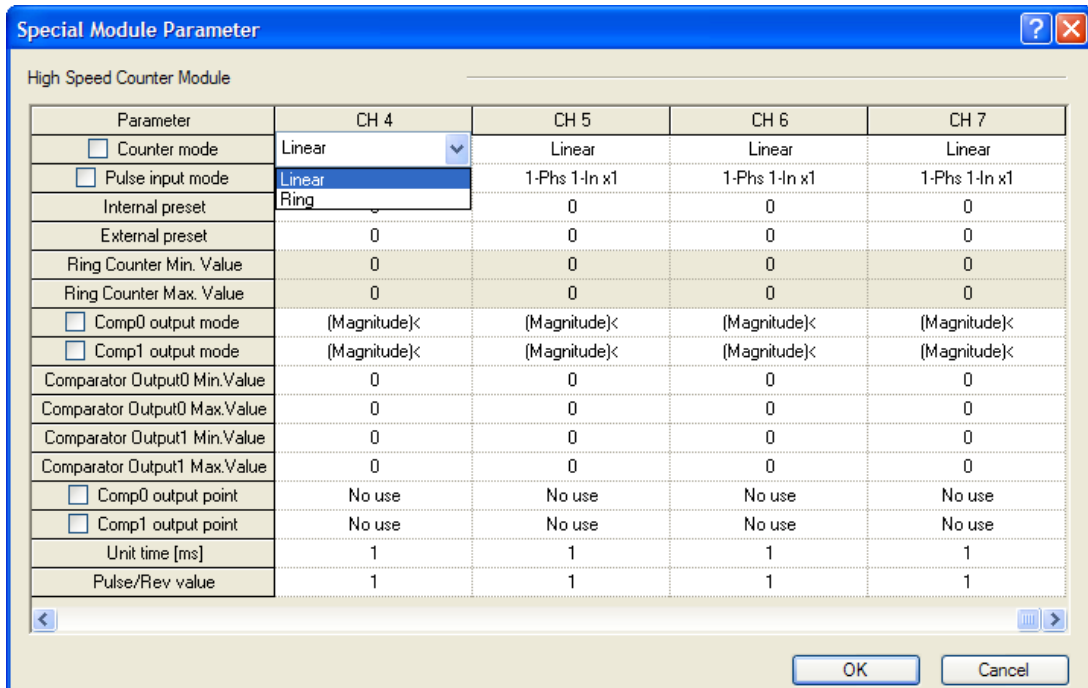 Special Module Parameter
High Speed Counter Module
Parameter CH 4 CH 5 CH 6 CH 7
Counter mode Linear Linear Linear Linear
Pulse input mode Linear 1-Phs 1-In x1 1-Phs 1-In x1 1-Phs 1-In x1
Ring
Internal preset 0 0 0
External preset 0 0 0 0
Ring Counter Min. Value 0 0 0 0
Ring Counter Max. Value 0 0 0 0
Comp0 output mode (Magnitude)< (Magnitude)< (Magnitude)< (Magnitude)<
Comp1 output mode (Magnitude)< (Magnitude)< (Magnitude)< (Magnitude)<
Comparator Output0 Min.Value 0 0 0 0
Comparator Output0 Max.Value 0 0 0 0
Comparator Output1 Min.Value 0 0 0 0
Comparator Output1 Max.Value 0 0 0 0
Comp0 output point No use No use No use No use
Comp1 output point No use No use No use No use
Unit time [ms] 1 1 1 1
Pulse/Rev value 1 1 1 1
OK Cancel